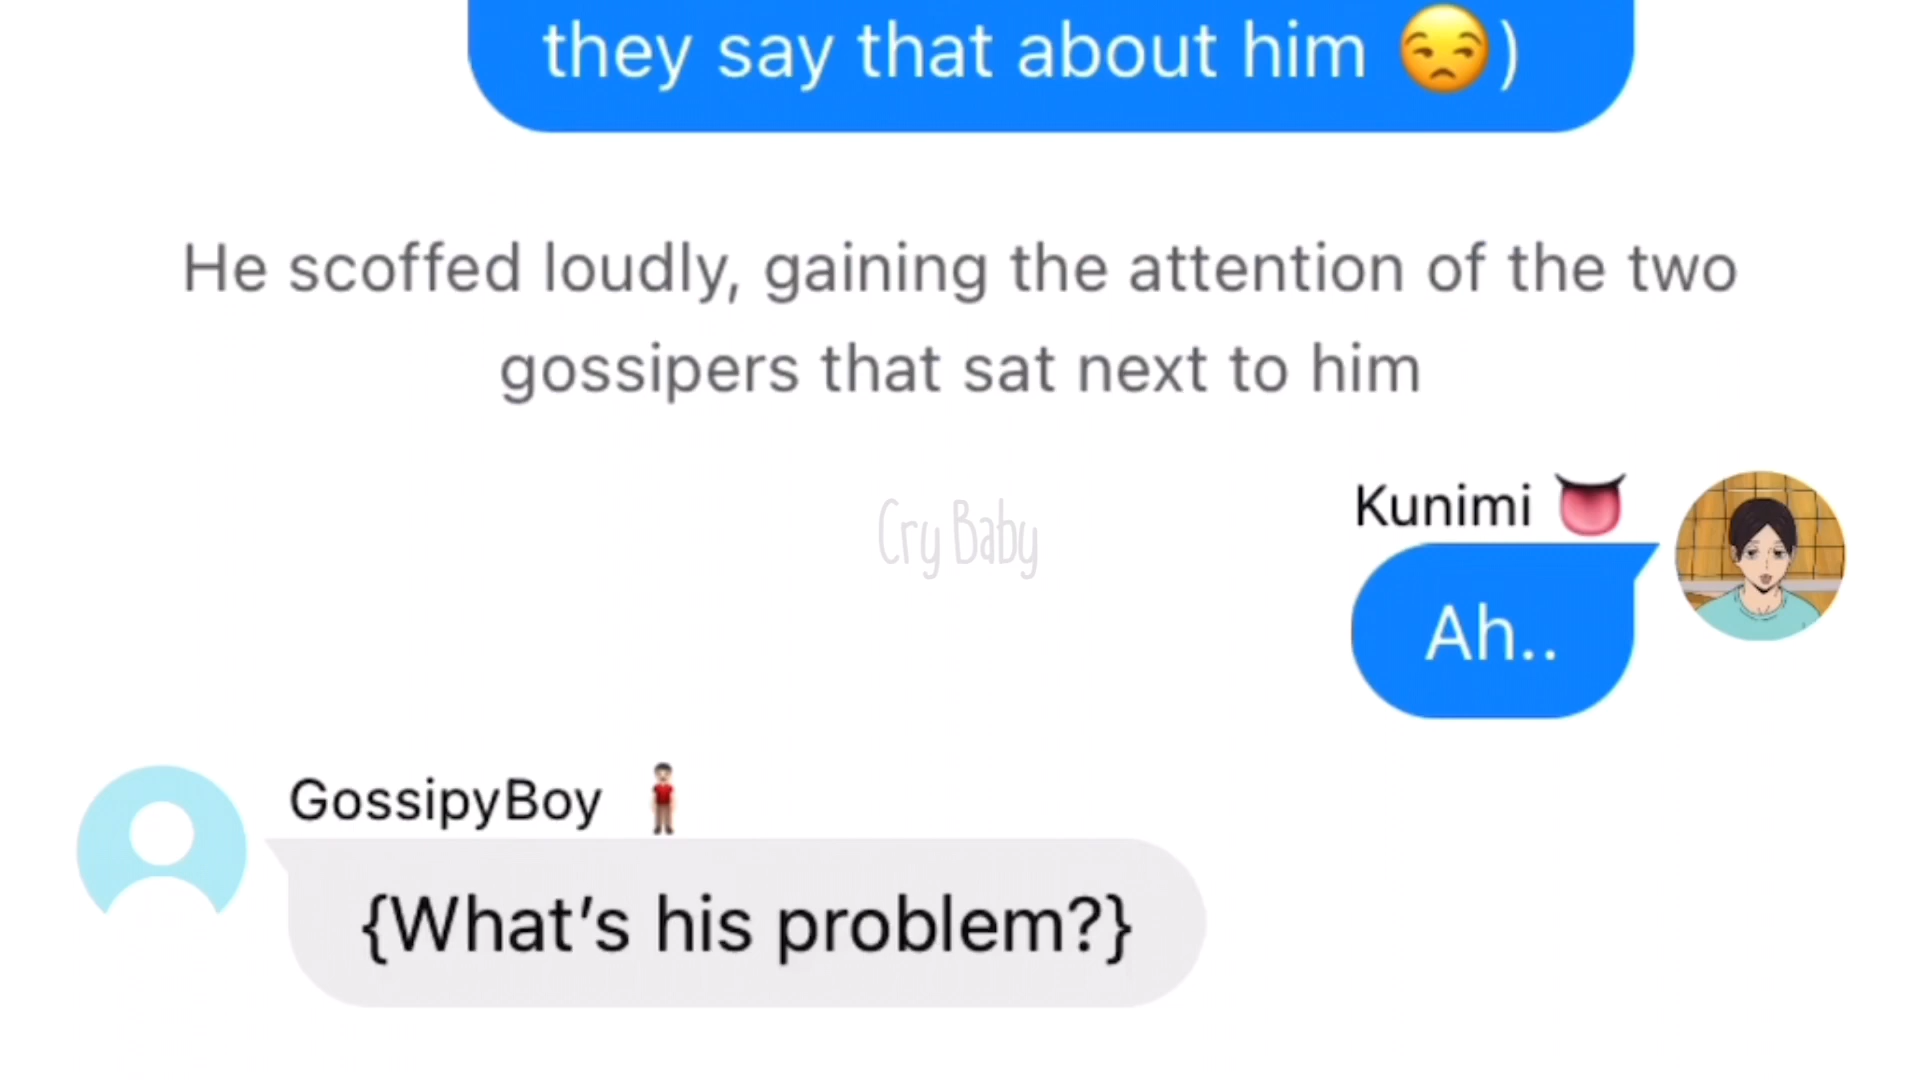 they say that about him 😒)
He scoffed loudly, gaining the attention of the two
gossipers that sat next to him
Cry Baby
Kunimi 👅
Ah..
GossipyBoy 🧍🏻‍♂️
{What’s his problem?}